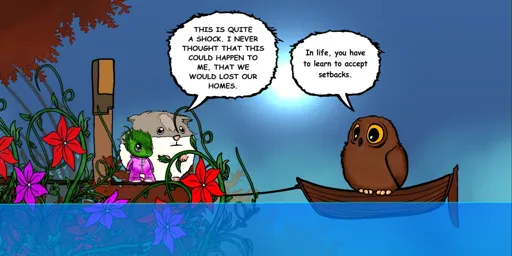 THIS IS QUITE
A SHOCK. I NEVER
THOUGHT THAT THIS
COULD HAPPEN TO
ME, THAT WE
WOULD LOST OUR
HOMES.
In life, you have
to learn to accept
setbacks.